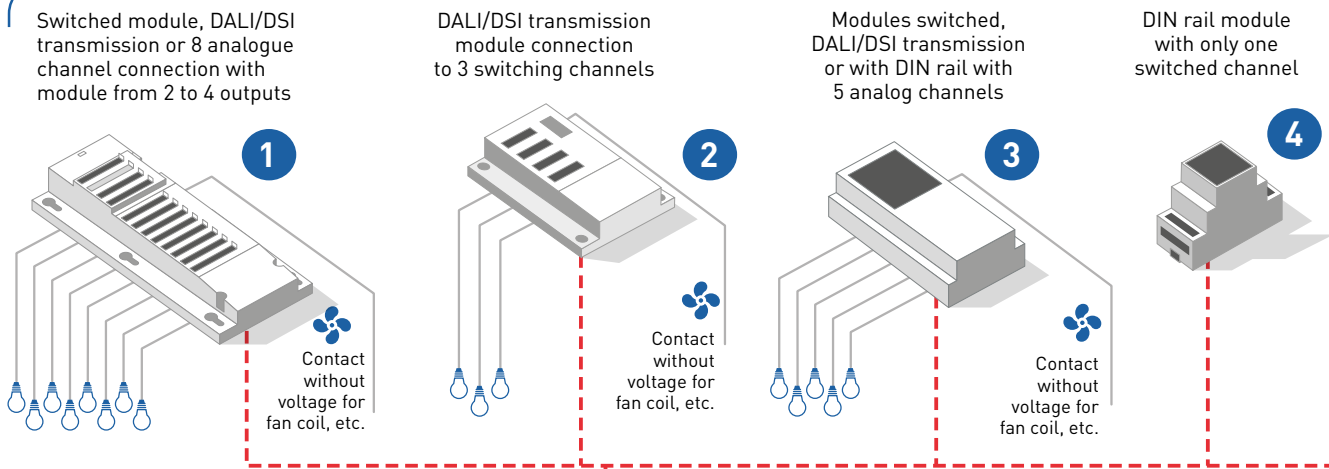 Switched module, DALI/DSI
transmission or 8 analogue
channel connection with
module from 2 to 4 outputs
1
Contact
without
voltage for
fan coil, etc.
DALI/DSI transmission
module connection
to 3 switching channels
2
Contact
without
voltage for
fan coil, etc.
Modules switched,
DALI/DSI transmission
or with DIN rail with
5 analog channels
3
Contact
without
voltage for
fan coil, etc.
DIN rail module
with only one
switched channel
4